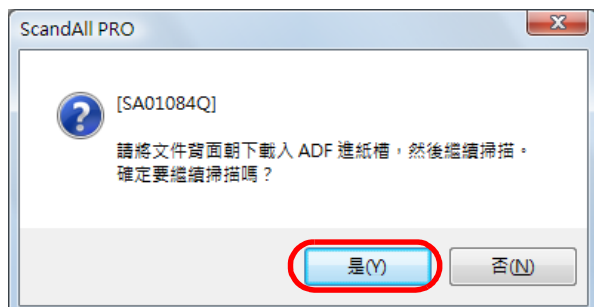 ScandAll PRO
[SA01084Q]
請將文件背面朝下載入 ADF 進紙槽，然後繼續掃描。
確定要繼續掃描嗎？
是(Y)
否(N)